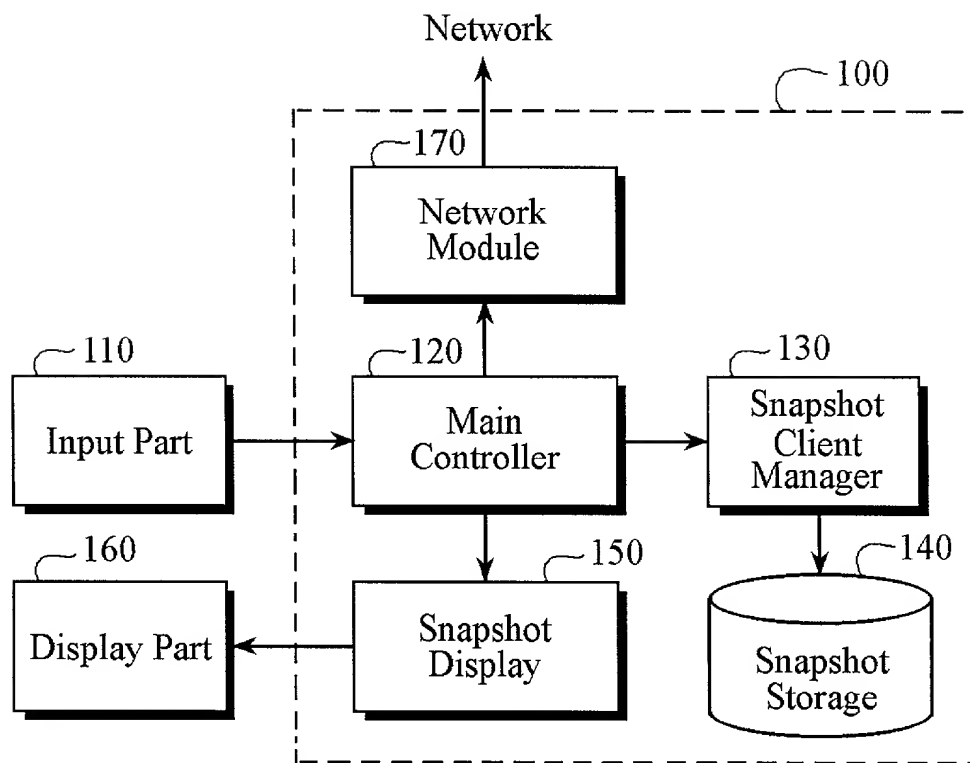 Network
100
170
Network
Module
110
120
130
Input Part
Main
Controller
Snapshot
Client
Manager
160
150
140
Display Part
Snapshot
Display
Snapshot
Storage